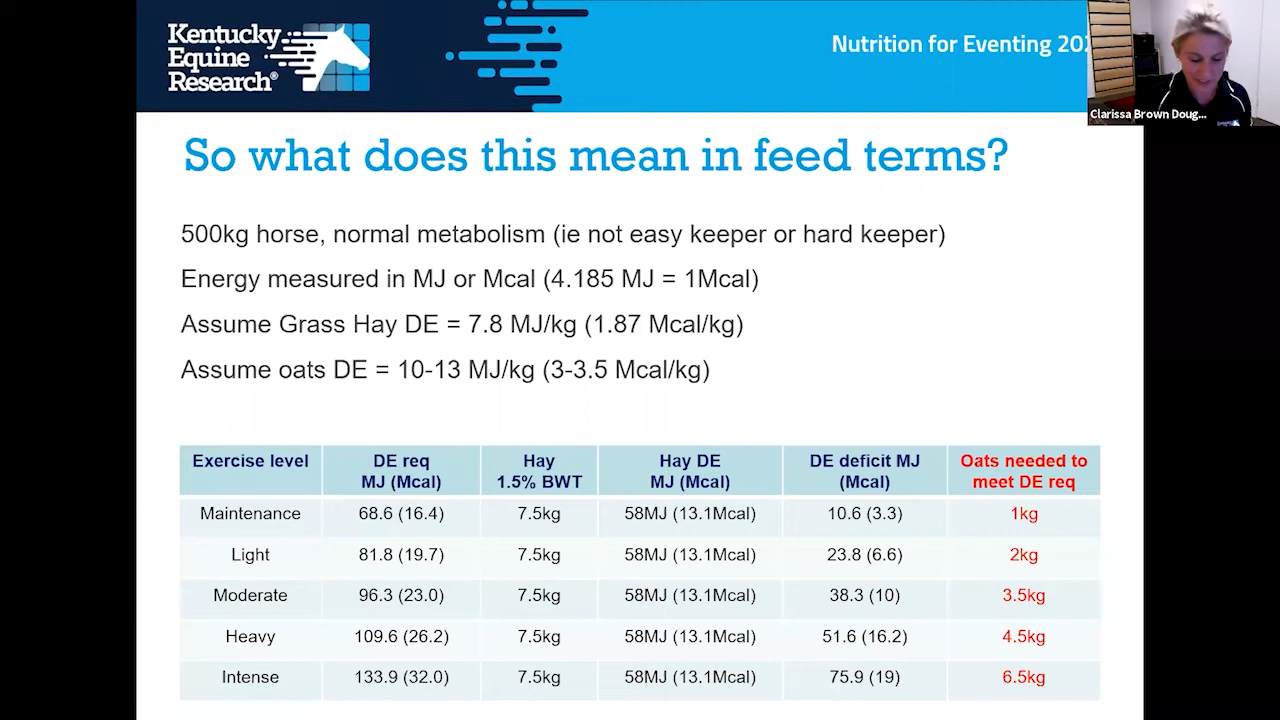 Kentucky
Equine
Research®
Nutrition for Eventing 202
Clarissa Brown Doug...
So what does this mean in feed terms?
500kg horse, normal metabolism (ie not easy keeper or hard keeper)
Energy measured in MJ or Mcal (4.185 MJ = 1Mcal)
Assume Grass Hay DE = 7.8 MJ/kg (1.87 Mcal/kg)
Assume oats DE = 10-13 MJ/kg (3-3.5 Mcal/kg)
Exercise level DE req MJ (Mcal) Hay 1.5% BWT Hay DE MJ (Mcal) DE deficit MJ (Mcal) Oats needed to meet DE req
Maintenance 68.6 (16.4) 7.5kg 58MJ (13.1Mcal) 10.6 (3.3) 1kg
Light 81.8 (19.7) 7.5kg 58MJ (13.1Mcal) 23.8 (6.6) 2kg
Moderate 96.3 (23.0) 7.5kg 58MJ (13.1Mcal) 38.3 (10) 3.5kg
Heavy 109.6 (26.2) 7.5kg 58MJ (13.1Mcal) 51.6 (16.2) 4.5kg
Intense 133.9 (32.0) 7.5kg 58MJ (13.1Mcal) 75.9 (19) 6.5kg